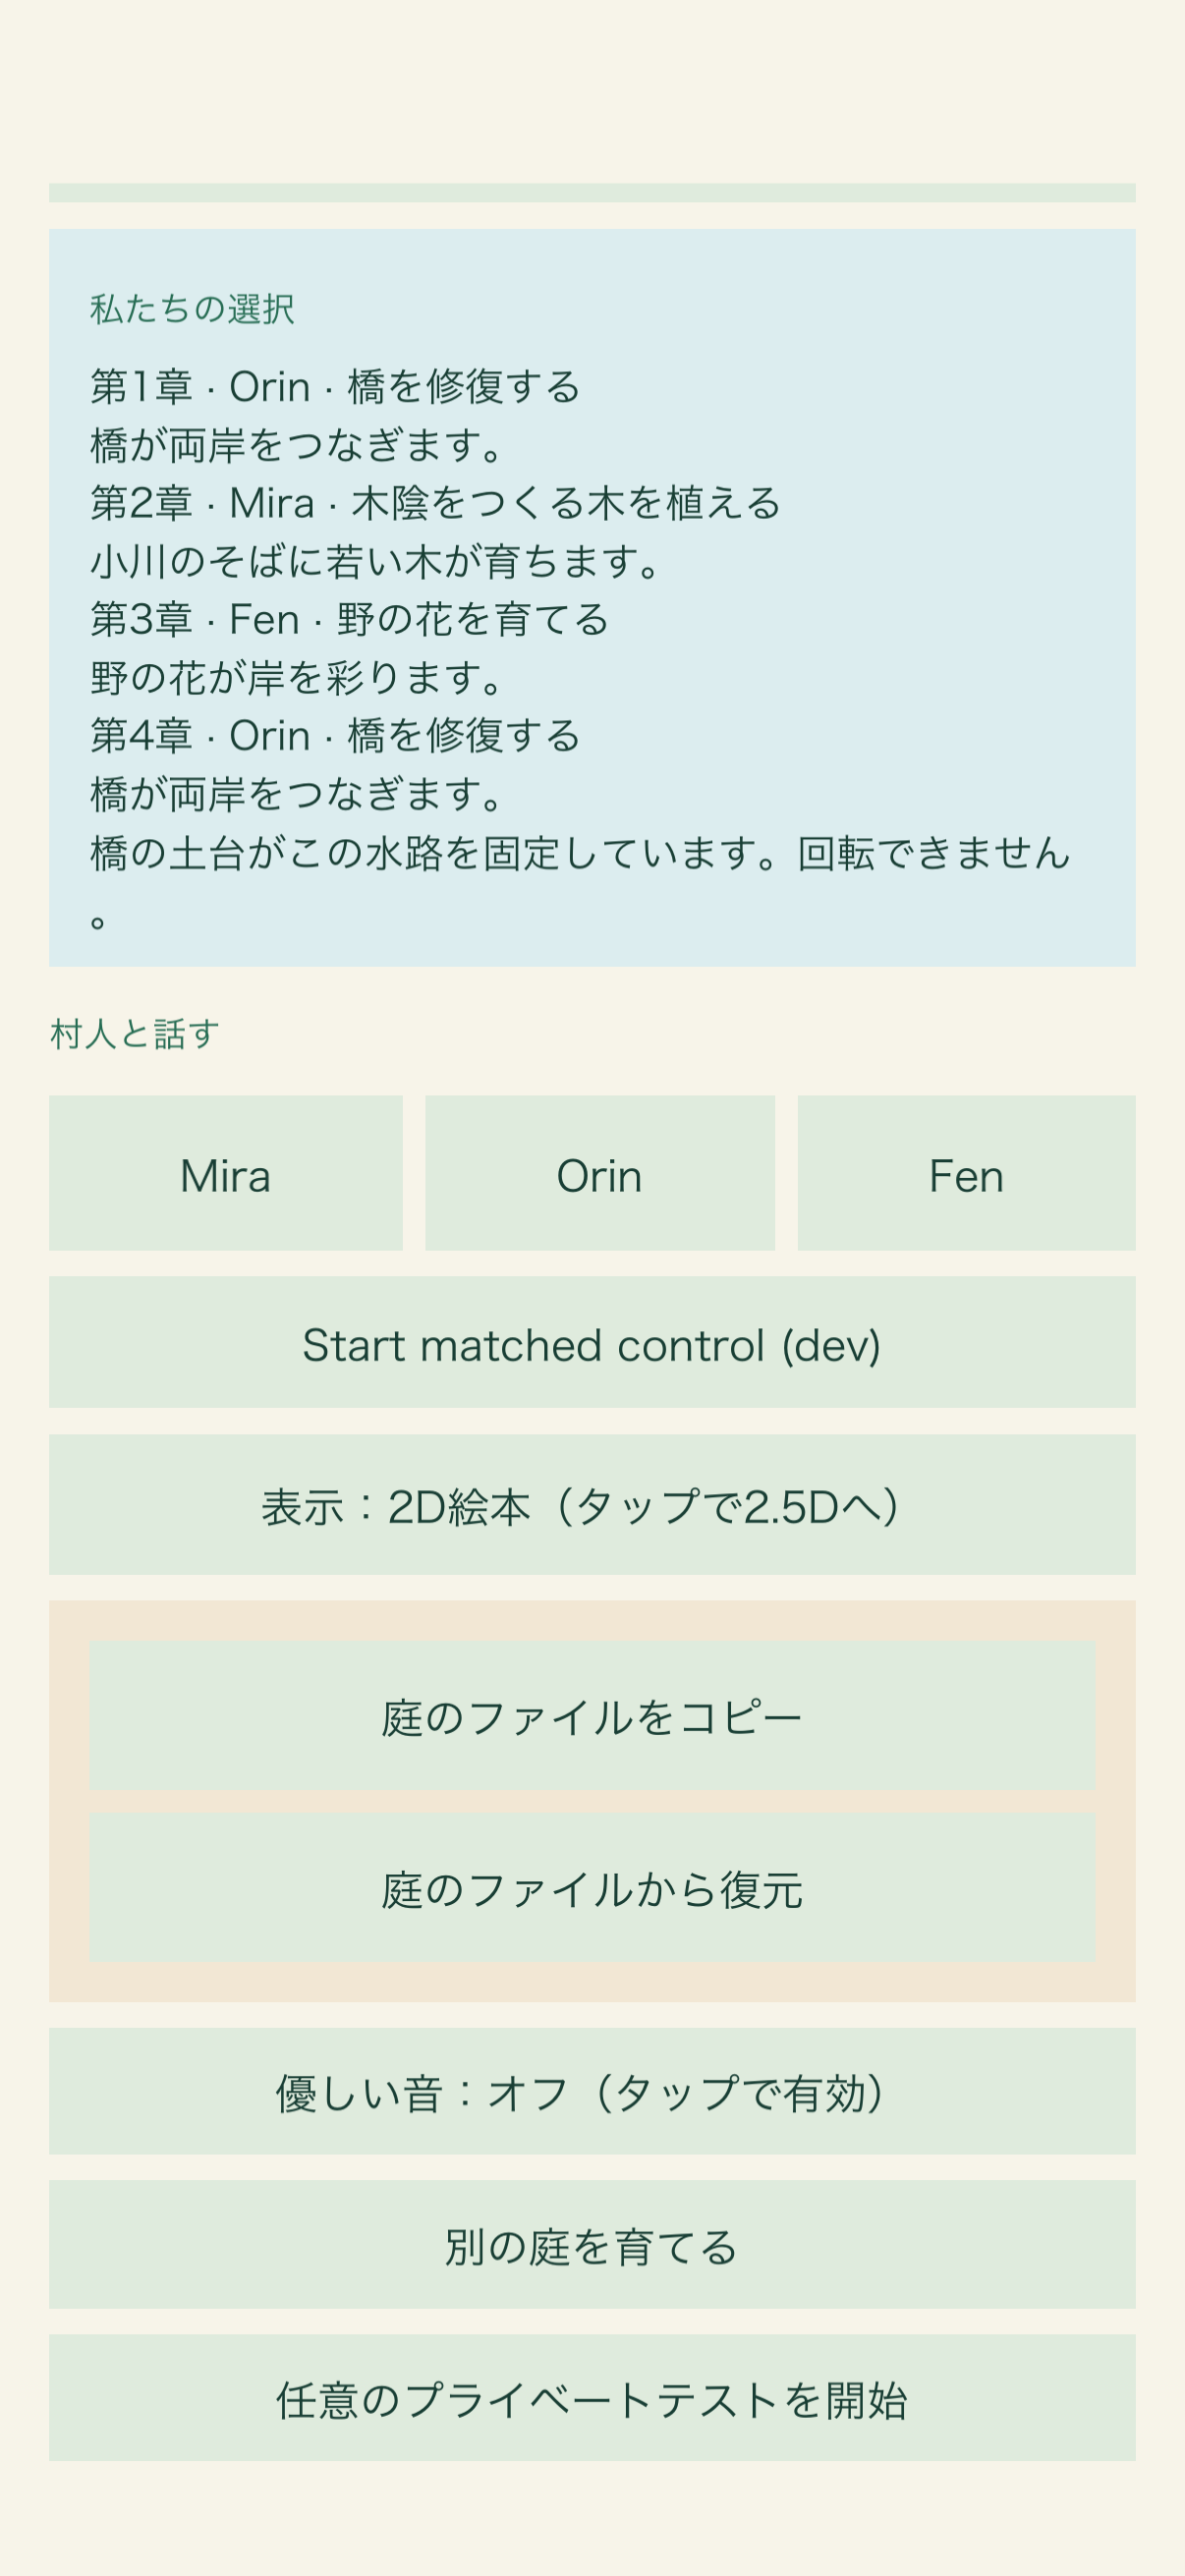 私たちの選択
第1章 · Orin · 橋を修復する
橋が両岸をつなぎます。
第2章 · Mira · 木陰をつくる木を植える
小川のそばに若い木が育ちます。
第3章 · Fen · 野の花を育てる
野の花が岸を彩ります。
第4章 · Orin · 橋を修復する
橋が両岸をつなぎます。
橋の土台がこの水路を固定しています。回転できません
。
村人と話す
Mira
Orin
Fen
Start matched control (dev)
表示：2D絵本（タップで2.5Dへ）
庭のファイルをコピー
庭のファイルから復元
優しい音：オフ（タップで有効）
別の庭を育てる
任意のプライベートテストを開始